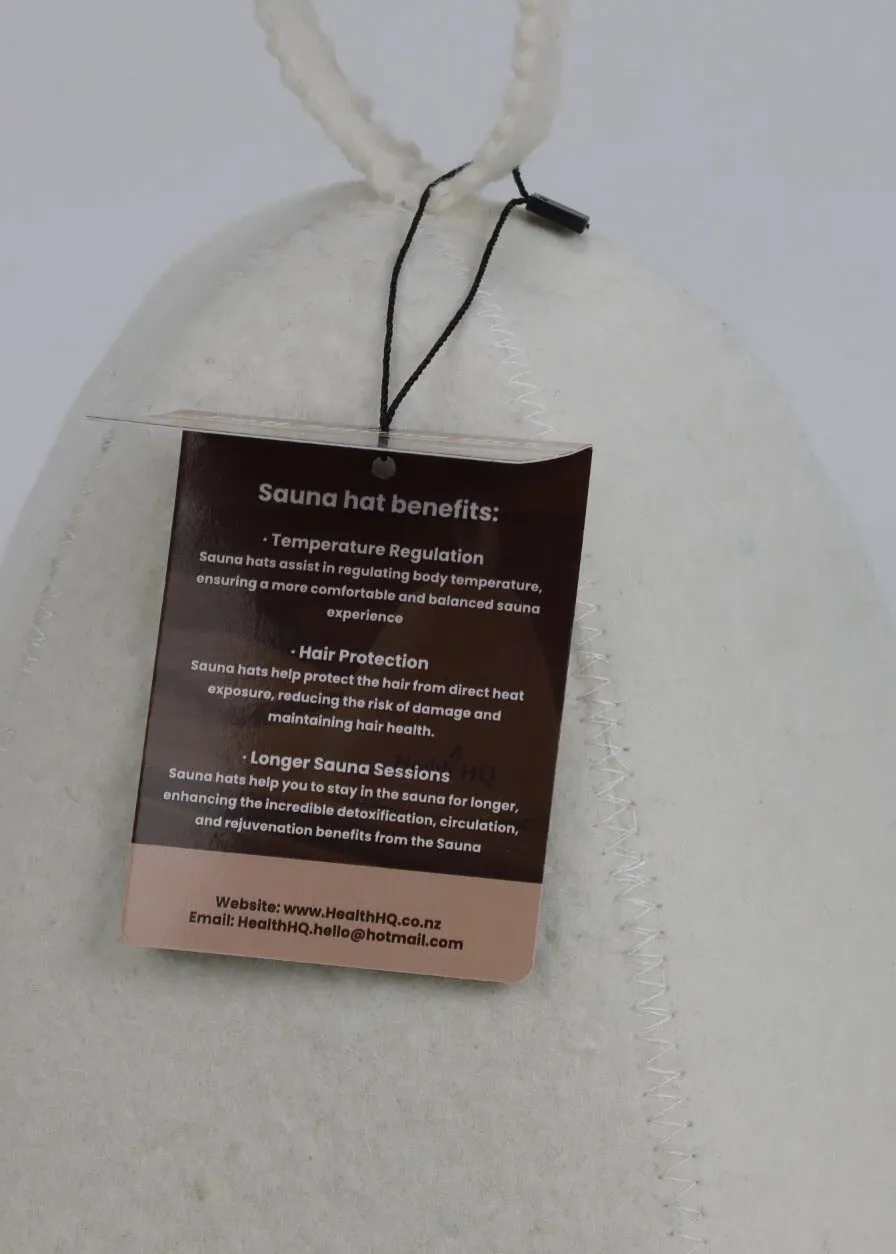 Sauna hat benefits:
· Temperature Regulation
Sauna hats assist in regulating body temperature,
ensuring a more comfortable and balanced sauna
experience
· Hair Protection
Sauna hats help protect the hair from direct heat
exposure, reducing the risk of damage and
maintaining hair health.
· Longer Sauna Sessions
Sauna hats help you to stay in the sauna for longer,
enhancing the incredible detoxification, circulation,
and rejuvenation benefits from the Sauna
Website: www.HealthHQ.co.nz
Email: HealthHQ.hello@hotmail.com